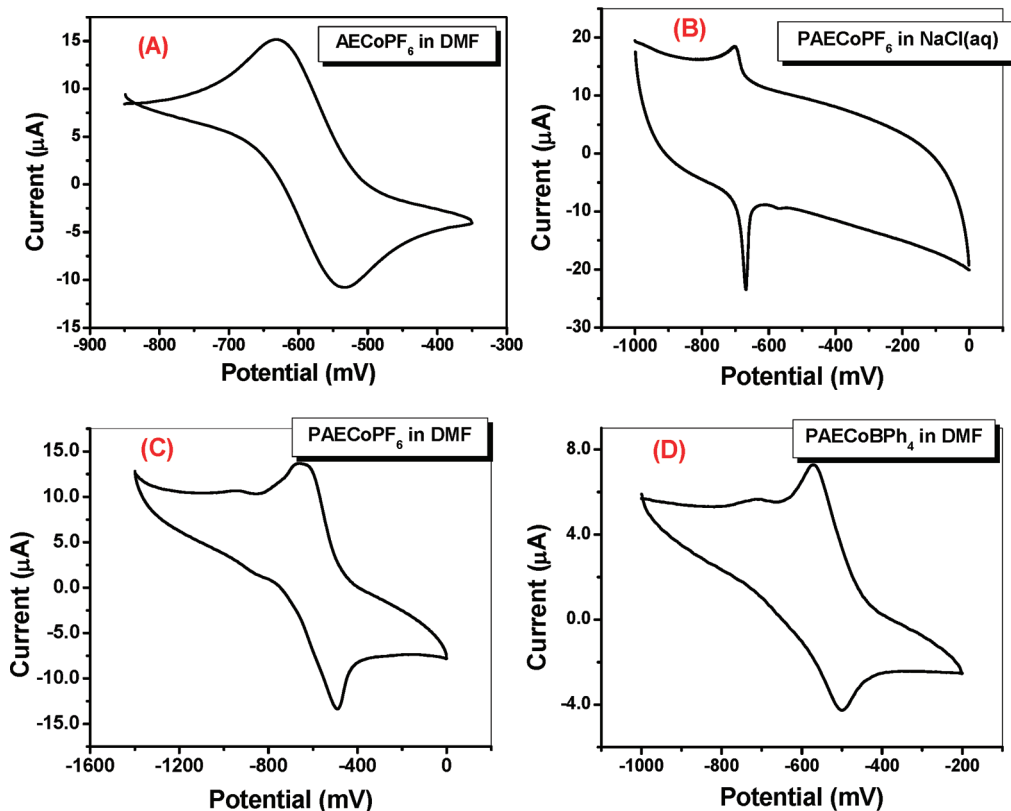 (A)
AECoPF6 in DMF
15
10
5
0
-5
-10
-15
Current (μA)
-900 -800 -700 -600 -500 -400 -300
Potential (mV)
(B)
PAECoPF6 in NaCl(aq)
20
10
0
-10
-20
-30
Current (μA)
-1000 -800 -600 -400 -200 0
Potential (mV)
(C)
PAECoPF6 in DMF
15.0
10.0
5.0
0.0
-5.0
-10.0
-15.0
Current (μA)
-1600 -1200 -800 -400 0
Potential (mV)
(D)
PAECoBPh4 in DMF
8.0
4.0
0.0
-4.0
Current (μA)
-1000 -800 -600 -400 -200
Potential (mV)